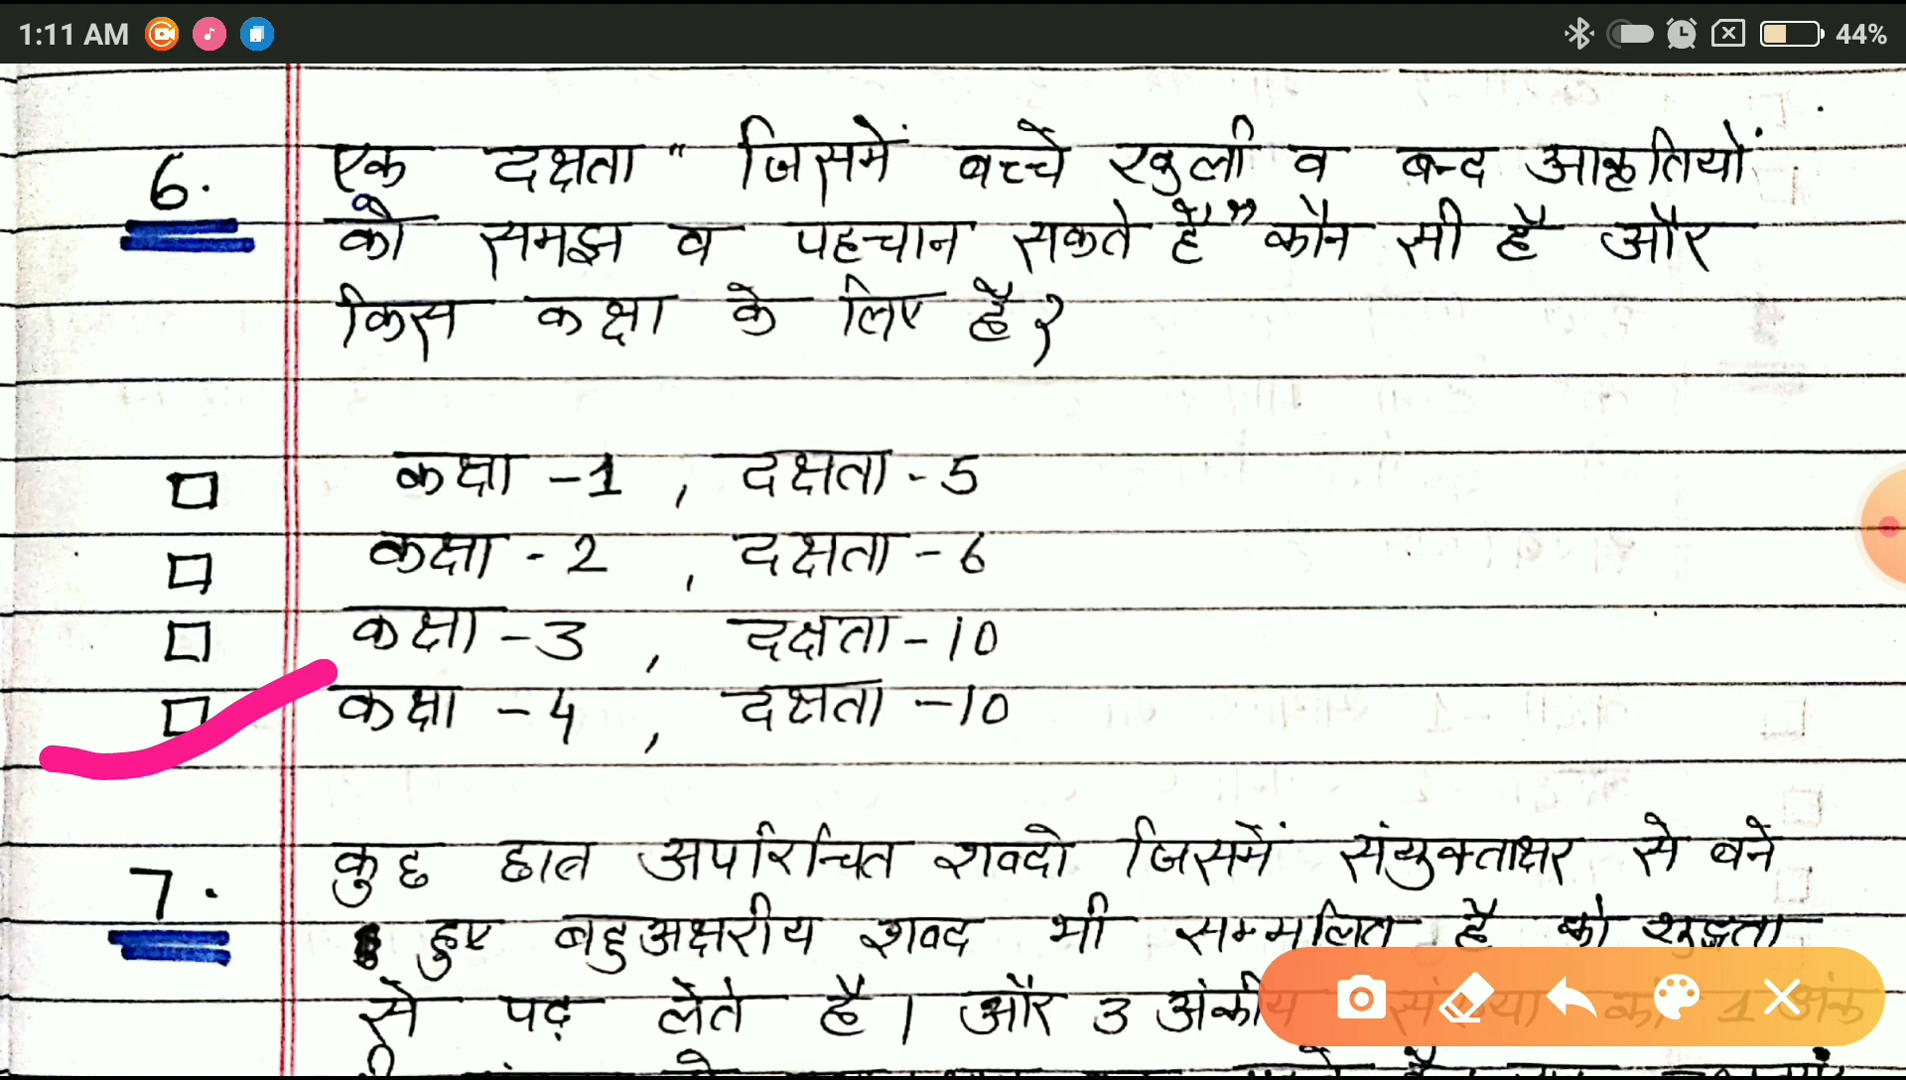 1:11 AM 44%
6. एक दक्षता " जिसमें बच्चे खुली व बन्द आकृतियों
को समझ व पहचान सकते हैं" कौन सी है और
किस कक्षा के लिए है?
कक्षा - 1 , दक्षता - 5
कक्षा - 2 , दक्षता - 6
कक्षा - 3 , दक्षता - 10
कक्षा - 4 , दक्षता - 10
7. कुछ छात्र अपरिचित शब्दो जिसमें संयुक्ताक्षर से बने
हुए बहुअक्षरीय शब्द भी सम्मलित है को शुद्धता
से पढ़ लेते है । और 3 अंकीय संख्या को 1 अंक